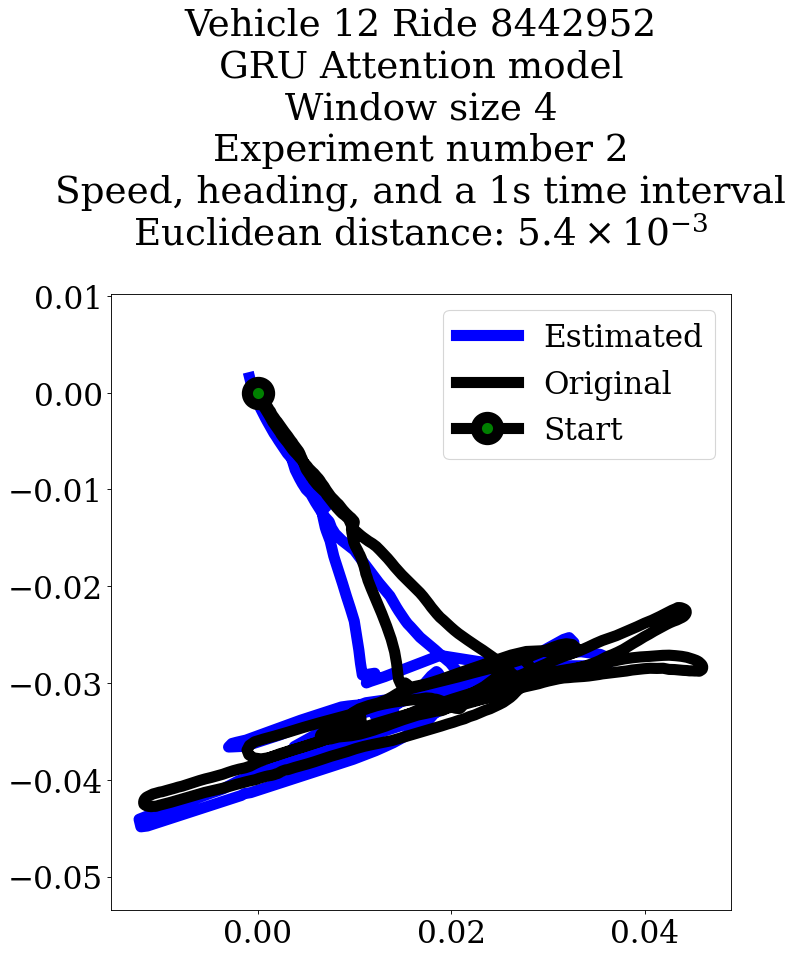 Vehicle 12 Ride 8442952
GRU Attention model
Window size 4
Experiment number 2
Speed, heading, and a 1s time interval
Euclidean distance: 5.4 × 10⁻³
Estimated
Original
Start
0.01
0.00
−0.01
−0.02
−0.03
−0.04
−0.05
0.00 0.02 0.04